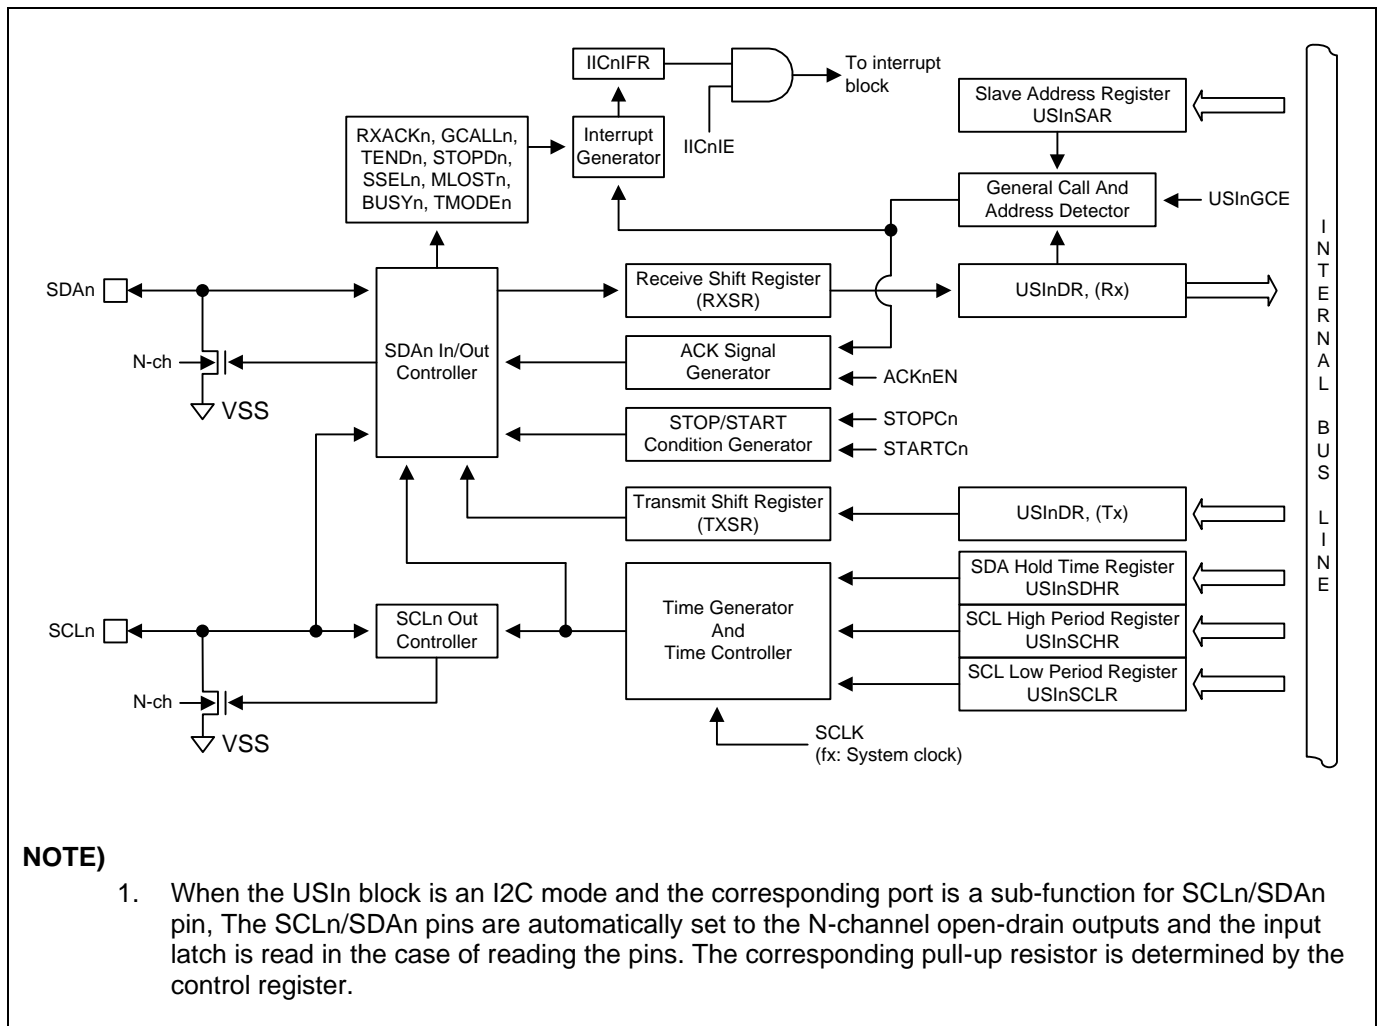 IICnIFR
To interrupt
block
Slave Address Register
USInSAR
RXACKn, GCALLn,
TENDn, STOPDn,
SSELn, MLOSTn,
BUSYn, TMODEn
Interrupt
Generator
IICnIE
General Call And
Address Detector
USInGCE
SDAn
Receive Shift Register
(RXSR)
USInDR, (Rx)
N-ch
SDAn In/Out
Controller
ACK Signal
Generator
ACKnEN
VSS
STOP/START
Condition Generator
STOPCn
STARTCn
Transmit Shift Register
(TXSR)
USInDR, (Tx)
SDA Hold Time Register
USInSDHR
SCLn
SCLn Out
Controller
Time Generator
And
Time Controller
SCL High Period Register
USInSCHR
SCL Low Period Register
USInSCLR
N-ch
VSS
SCLK
(fx: System clock)
INTERNAL BUS LINE
NOTE)
1. When the USIn block is an I2C mode and the corresponding port is a sub-function for SCLn/SDAn
pin, The SCLn/SDAn pins are automatically set to the N-channel open-drain outputs and the input
latch is read in the case of reading the pins. The corresponding pull-up resistor is determined by the
control register.